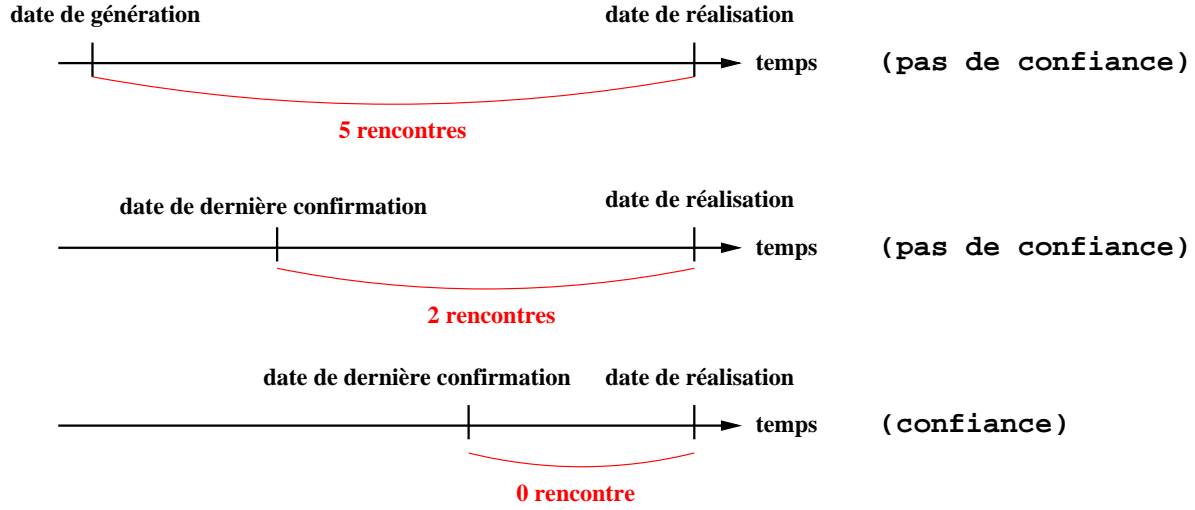 date de génération
date de réalisation
temps
(pas de confiance)
5 rencontres
date de dernière confirmation
date de réalisation
temps
(pas de confiance)
2 rencontres
date de dernière confirmation
date de réalisation
temps
(confiance)
0 rencontre